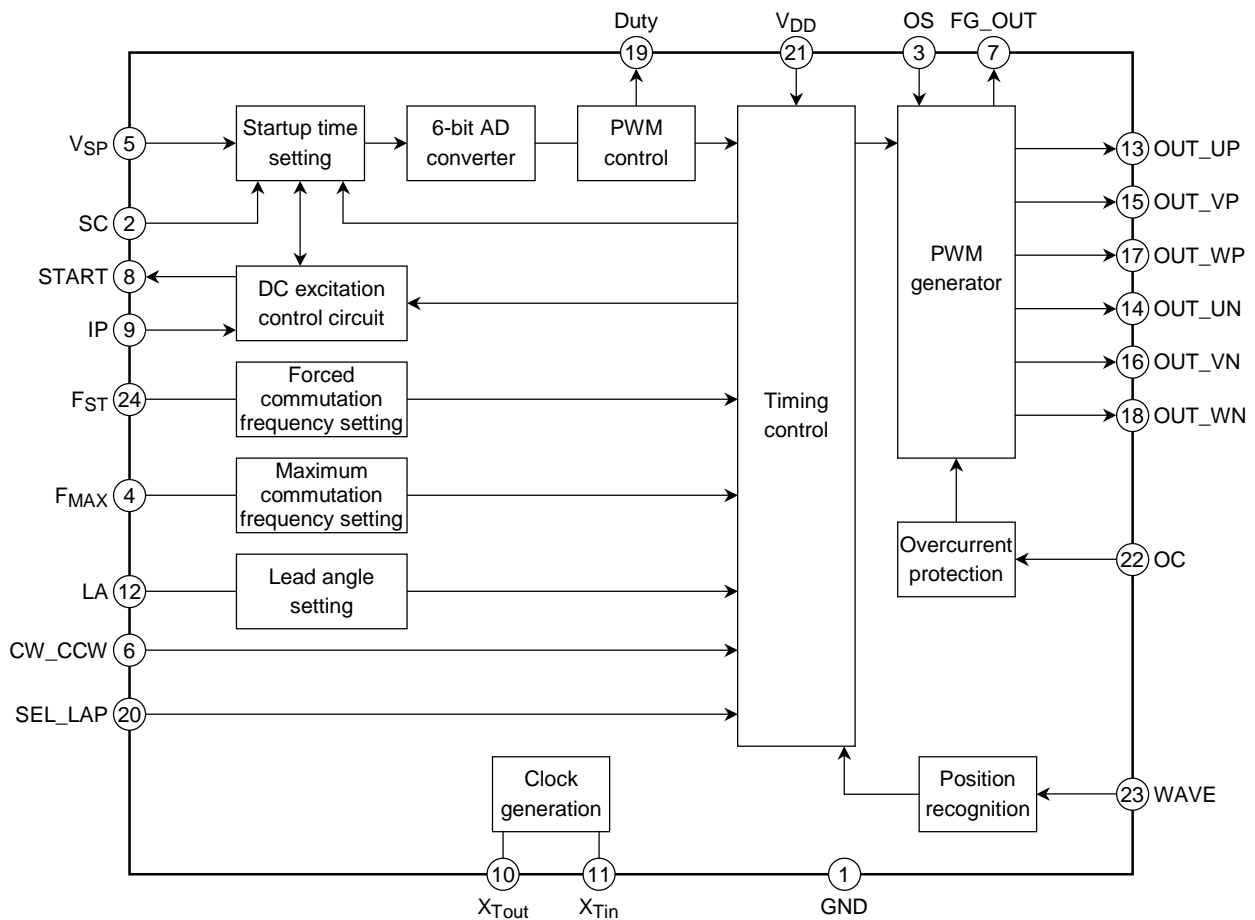 Duty
VDD
OS
FG_OUT
19
21
3
7
VSP
5
Startup time
setting
6-bit AD
converter
PWM
control
13
OUT_UP
15
OUT_VP
SC
2
START
8
DC excitation
control circuit
PWM
generator
17
OUT_WP
14
OUT_UN
IP
9
16
OUT_VN
FST
24
Forced
commutation
frequency setting
Timing
control
18
OUT_WN
FMAX
4
Maximum
commutation
frequency setting
Overcurrent
protection
22
OC
LA
12
Lead angle
setting
CW_CCW
6
SEL_LAP
20
Clock
generation
Position
recognition
23
WAVE
10
11
1
XTout
XTin
GND